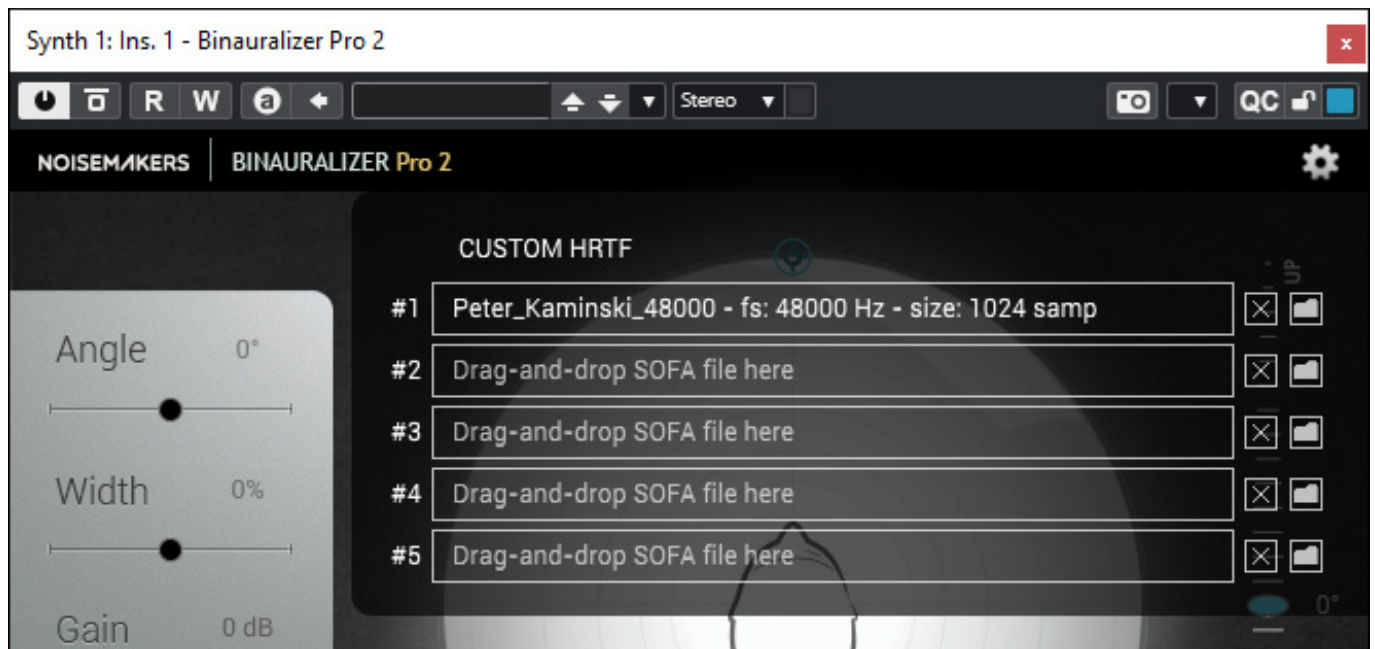 Synth 1: Ins. 1 - Binauralizer Pro 2
x
R W a Stereo QC
NOISEMAKERS BINAURALIZER Pro 2
CUSTOM HRTF
UP
#1 Peter_Kaminski_48000 - fs: 48000 Hz - size: 1024 samp
Angle 0°
#2 Drag-and-drop SOFA file here
#3 Drag-and-drop SOFA file here
Width 0%
#4 Drag-and-drop SOFA file here
#5 Drag-and-drop SOFA file here
Gain 0 dB
0°